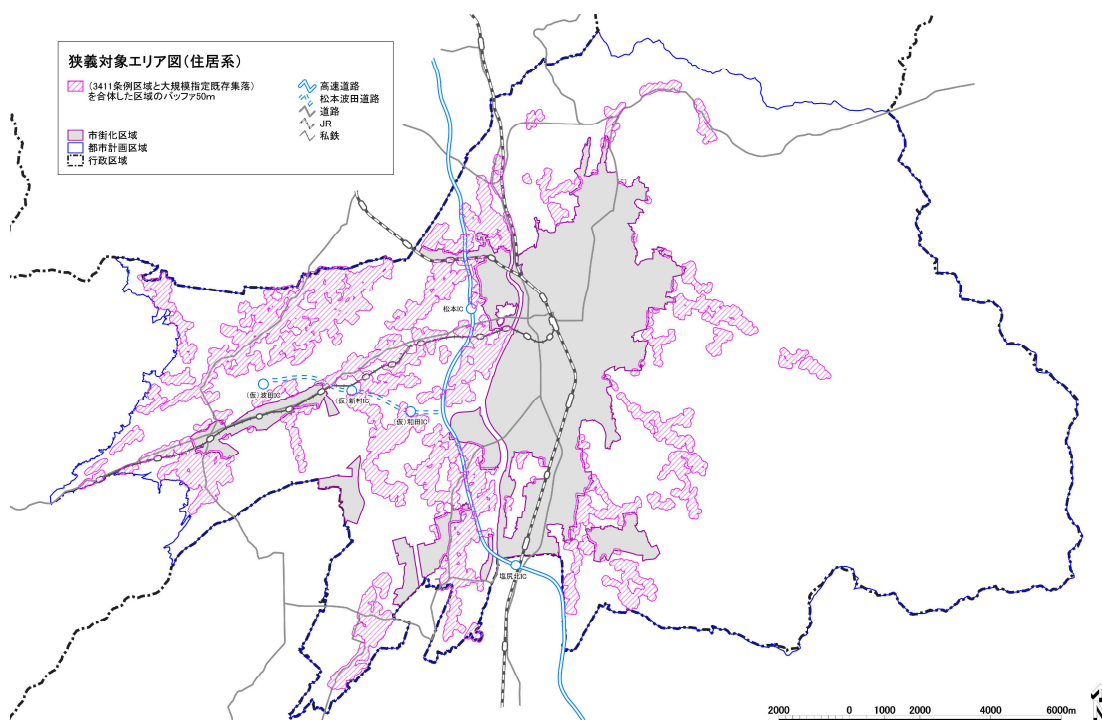 狭義対象エリア図(住居系)
(3411条例区域と大規模指定既存集落)
を合体した区域のバッファ50m
市街化区域
都市計画区域
行政区域
高速道路
松本波田道路
道路
JR
私鉄
松本IC
(仮)波田IC
(仮)新村IC
(仮)和田IC
塩尻北IC
2000 0 1000 2000 4000 6000m